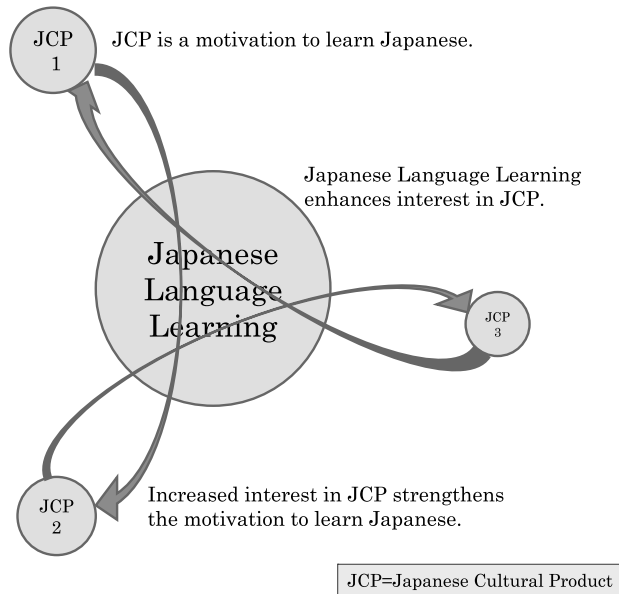 JCP
1
JCP is a motivation to learn Japanese.
Japanese Language Learning
enhances interest in JCP.
Japanese
Language
Learning
JCP
3
JCP
2
Increased interest in JCP strengthens
the motivation to learn Japanese.
JCP=Japanese Cultural Product